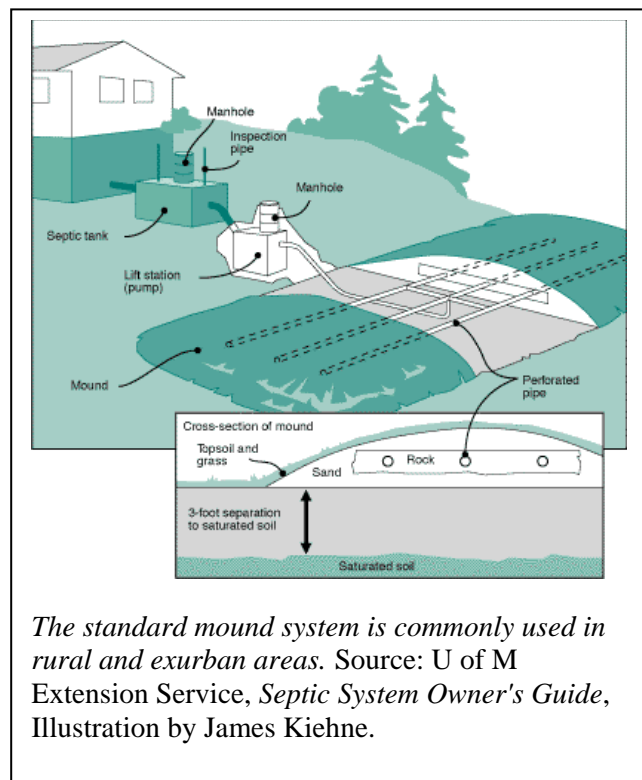 Manhole
Inspection
pipe
Manhole
Septic tank
Lift station
(pump)
Mound
Perforated
pipe
Cross-section of mound
Topsoil and
grass
Sand
Rock
3-foot separation
to saturated soil
Saturated soil
The standard mound system is commonly used in
rural and exurban areas. Source: U of M
Extension Service, Septic System Owner's Guide,
Illustration by James Kiehne.